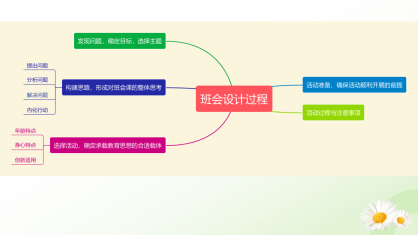 发现问题、确定目标、选择主题
提出问题
分析问题
解决问题
内化行动
构建思路，形成对班会课的整体思考
年龄特点
身心特点
创新适用
选择活动，确定承载教育思想的合适载体
班会设计过程
活动准备，确保活动顺利开展的前提
活动过程与注意事项